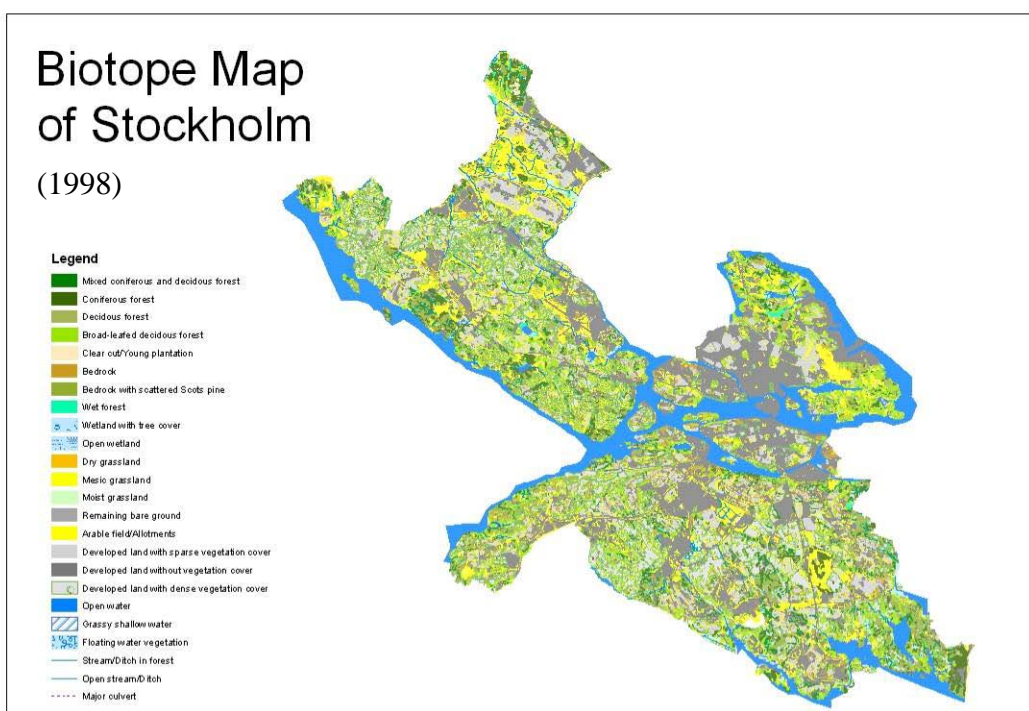 Biotope Map
of Stockholm
(1998)
Legend
Mixed coniferous and decidous forest
Coniferous forest
Decidous forest
Broad-leafed decidous forest
Clear cut/Young plantation
Bedrock
Bedrock with scattered Scots pine
Wet forest
Wetland with tree cover
Open wetland
Dry grassland
Mesic grassland
Moist grassland
Remaining bare ground
Arable field/Allotments
Developed land with sparse vegetation cover
Developed land without vegetation cover
Developed land with dense vegetation cover
Open water
Grassy shallow water
Floating water vegetation
Stream/Ditch in forest
Open stream/Ditch
Major culvert